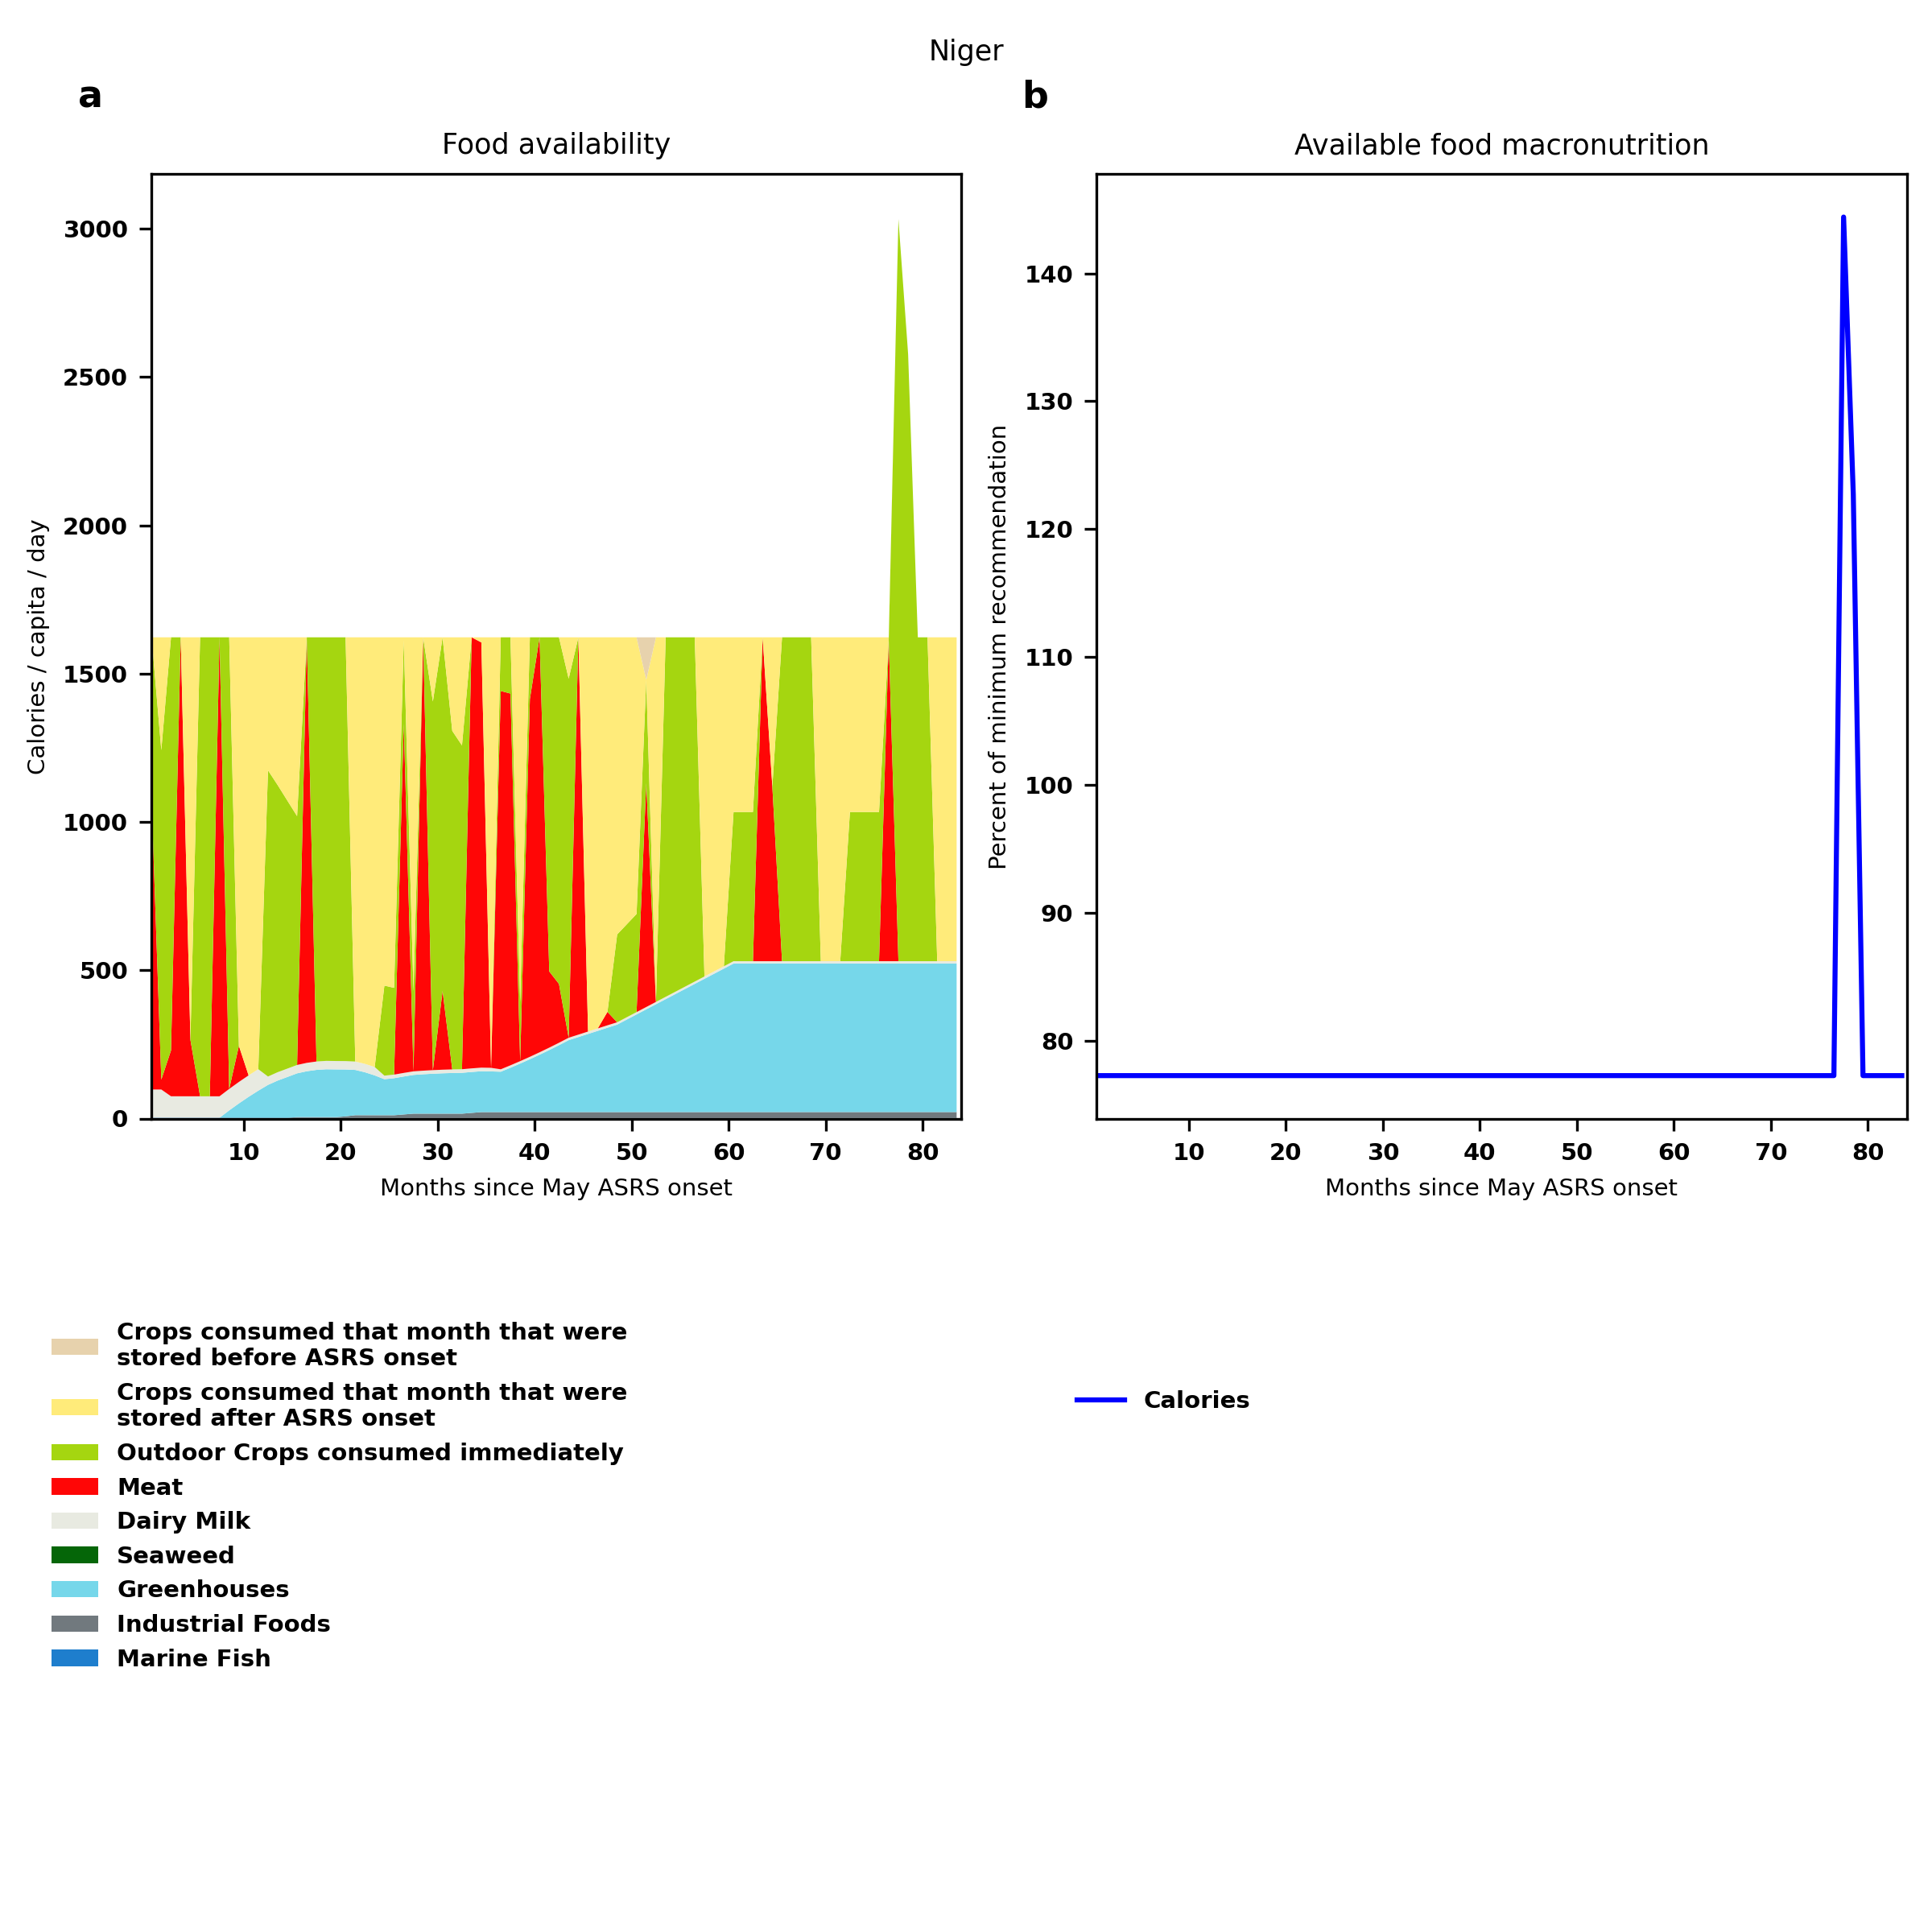 Niger
a
Food availability
3000
2500
2000
1500
1000
500
0
10 20 30 40 50 60 70 80
Calories / capita / day
Months since May ASRS onset
b
Available food macronutrition
140
130
120
110
100
90
80
10 20 30 40 50 60 70 80
Percent of minimum recommendation
Months since May ASRS onset
Crops consumed that month that were
stored before ASRS onset
Crops consumed that month that were
stored after ASRS onset
Outdoor Crops consumed immediately
Meat
Dairy Milk
Seaweed
Greenhouses
Industrial Foods
Marine Fish
Calories